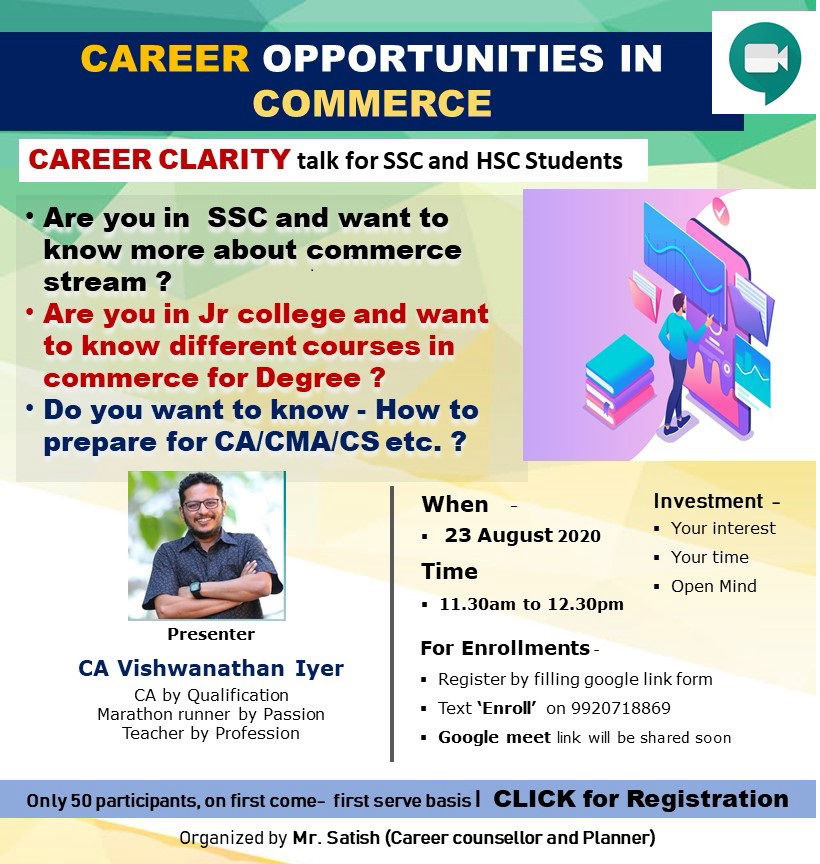 CAREER OPPORTUNITIES IN
COMMERCE
CAREER CLARITY talk for SSC and HSC Students
• Are you in SSC and want to
know more about commerce
stream ?
• Are you in Jr college and want
to know different courses in
commerce for Degree ?
• Do you want to know - How to
prepare for CA/CMA/CS etc. ?
Presenter
CA Vishwanathan Iyer
CA by Qualification
Marathon runner by Passion
Teacher by Profession
When -
▪ 23 August 2020
Time
▪ 11.30am to 12.30pm
Investment -
▪ Your interest
▪ Your time
▪ Open Mind
For Enrollments -
▪ Register by filling google link form
▪ Text ‘Enroll’ on 9920718869
▪ Google meet link will be shared soon
Only 50 participants, on first come- first serve basis | CLICK for Registration
Organized by Mr. Satish (Career counsellor and Planner)